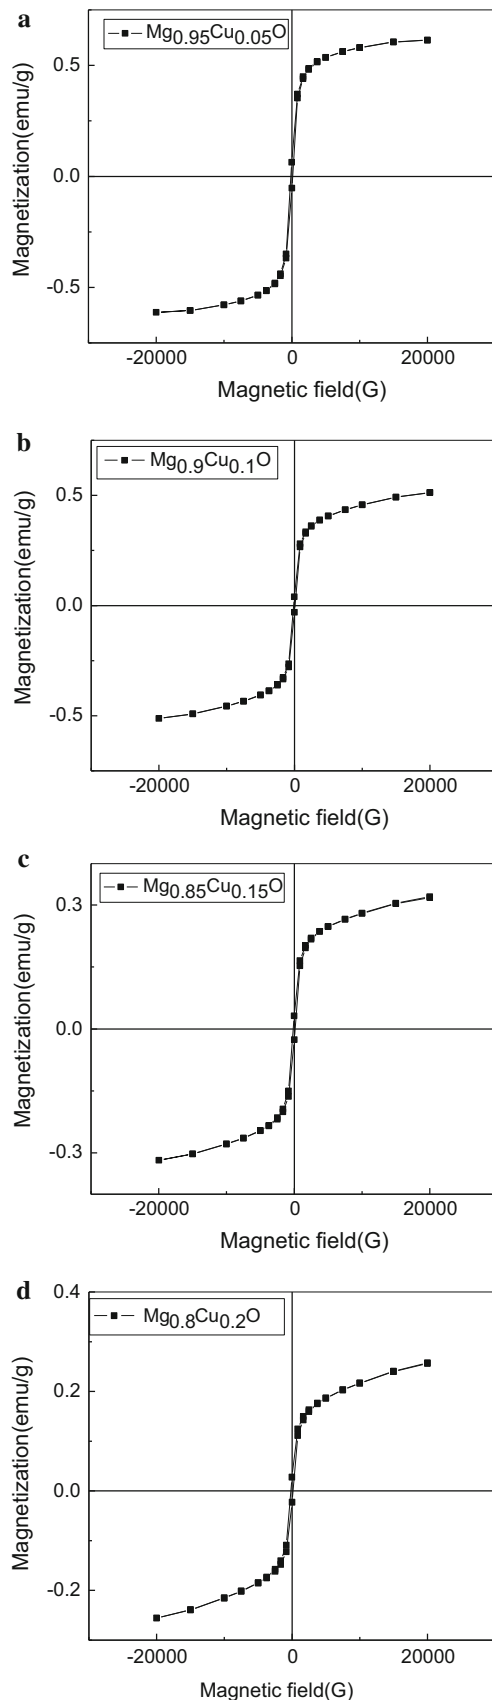 a
Mg0.95Cu0.05O
0.5
0.0
-0.5
Magnetization(emu/g)
-20000 0 20000
Magnetic field(G)
b
Mg0.9Cu0.1O
0.5
0.0
-0.5
Magnetization(emu/g)
-20000 0 20000
Magnetic field(G)
c
Mg0.85Cu0.15O
0.3
0.0
-0.3
Magnetization(emu/g)
-20000 0 20000
Magnetic field(G)
d
Mg0.8Cu0.2O
0.4
0.2
0.0
-0.2
Magnetization(emu/g)
-20000 0 20000
Magnetic field(G)